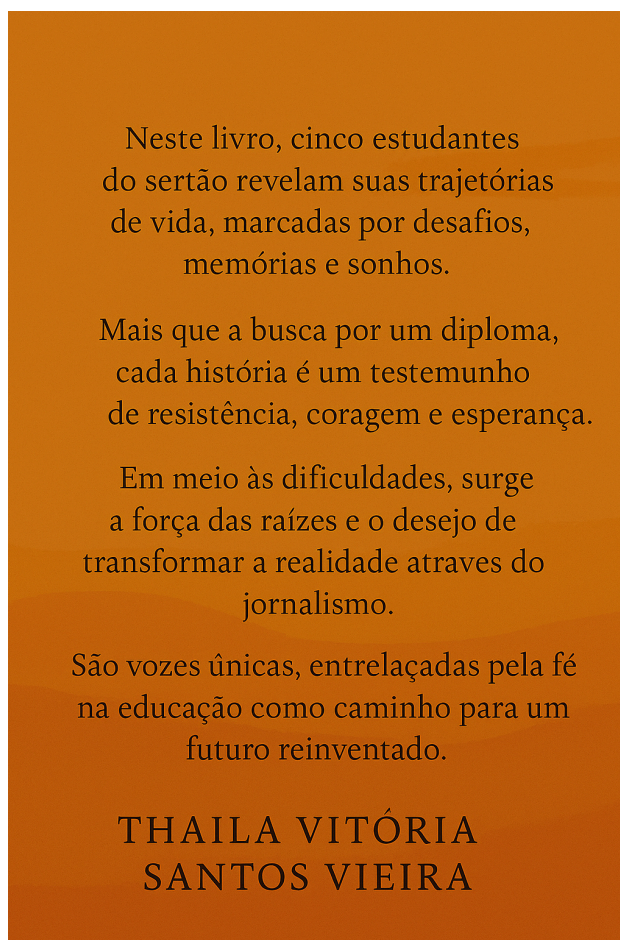 Neste livro, cinco estudantes
do sertão revelam suas trajetórias
de vida, marcadas por desafios,
memórias e sonhos.
Mais que a busca por um diploma,
cada história é um testemunho
de resistência, coragem e esperança.
Em meio às dificuldades, surge
a força das raízes e o desejo de
transformar a realidade atraves do
jornalismo.
São vozes ûnicas, entrelaçadas pela fé
na educação como caminho para um
futuro reinventado.
THAILA VITÓRIA
SANTOS VIEIRA